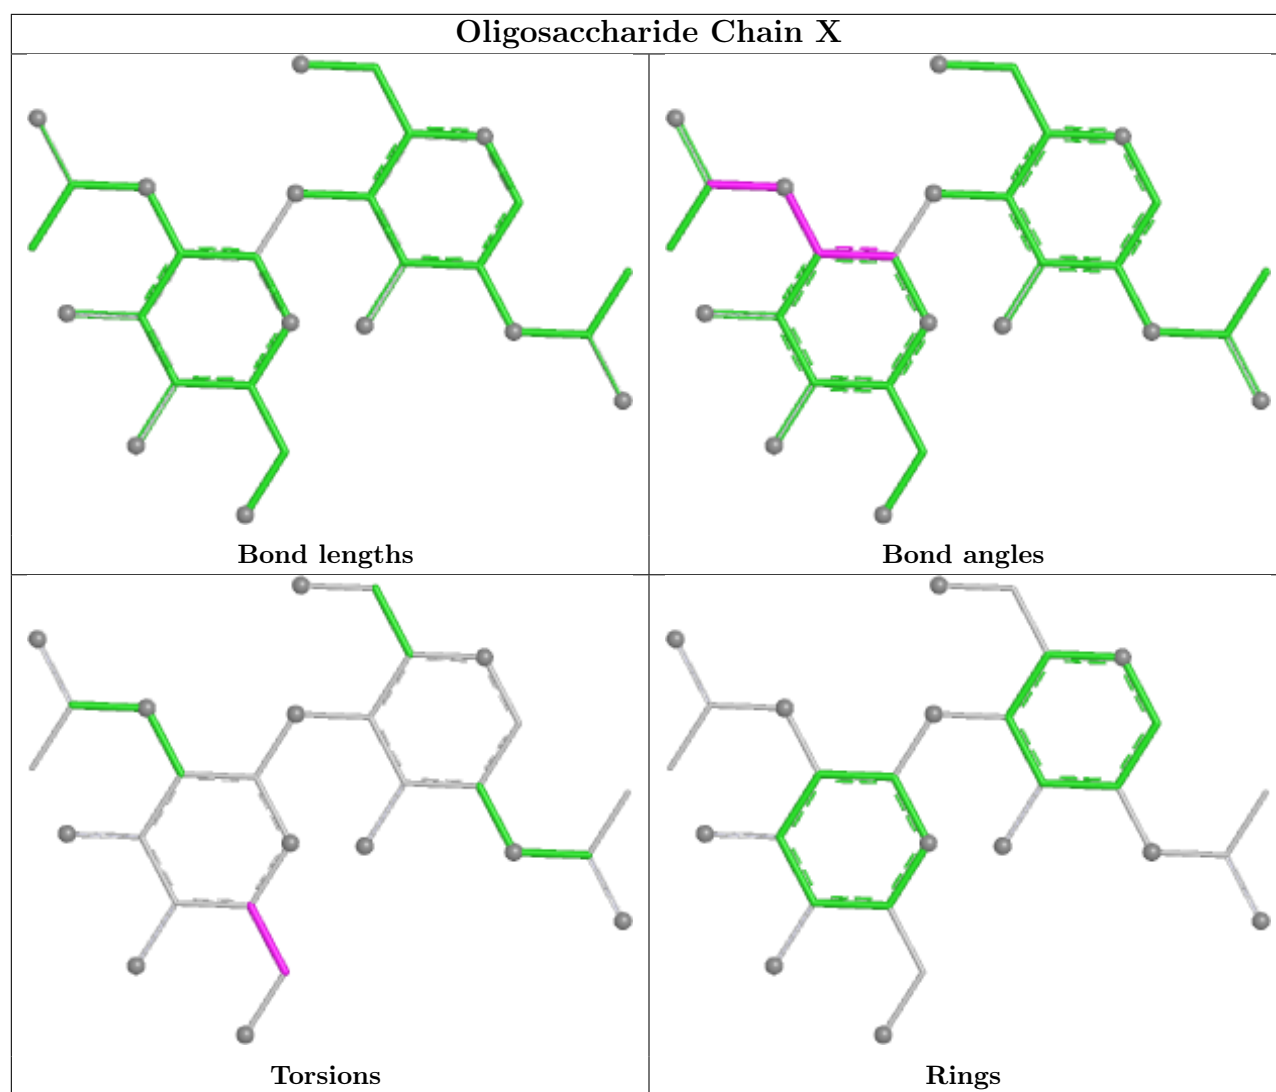 Oligosaccharide Chain X
Bond lengths
Bond angles
Torsions
Rings